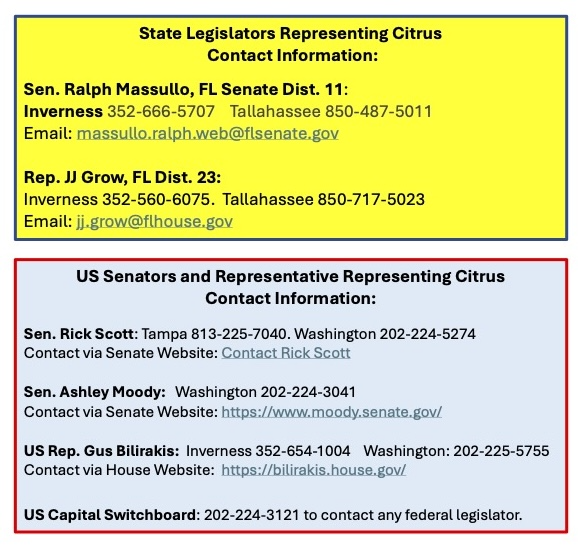 State Legislators Representing Citrus
Contact Information:
Sen. Ralph Massullo, FL Senate Dist. 11:
Inverness 352-666-5707 Tallahassee 850-487-5011
Email: massullo.ralph.web@flsenate.gov
Rep. JJ Grow, FL Dist. 23:
Inverness 352-560-6075. Tallahassee 850-717-5023
Email: jj.grow@flhouse.gov
US Senators and Representative Representing Citrus
Contact Information:
Sen. Rick Scott: Tampa 813-225-7040. Washington 202-224-5274
Contact via Senate Website: Contact Rick Scott
Sen. Ashley Moody: Washington 202-224-3041
Contact via Senate Website: https://www.moody.senate.gov/
US Rep. Gus Bilirakis: Inverness 352-654-1004 Washington: 202-225-5755
Contact via House Website: https://bilirakis.house.gov/
US Capital Switchboard: 202-224-3121 to contact any federal legislator.